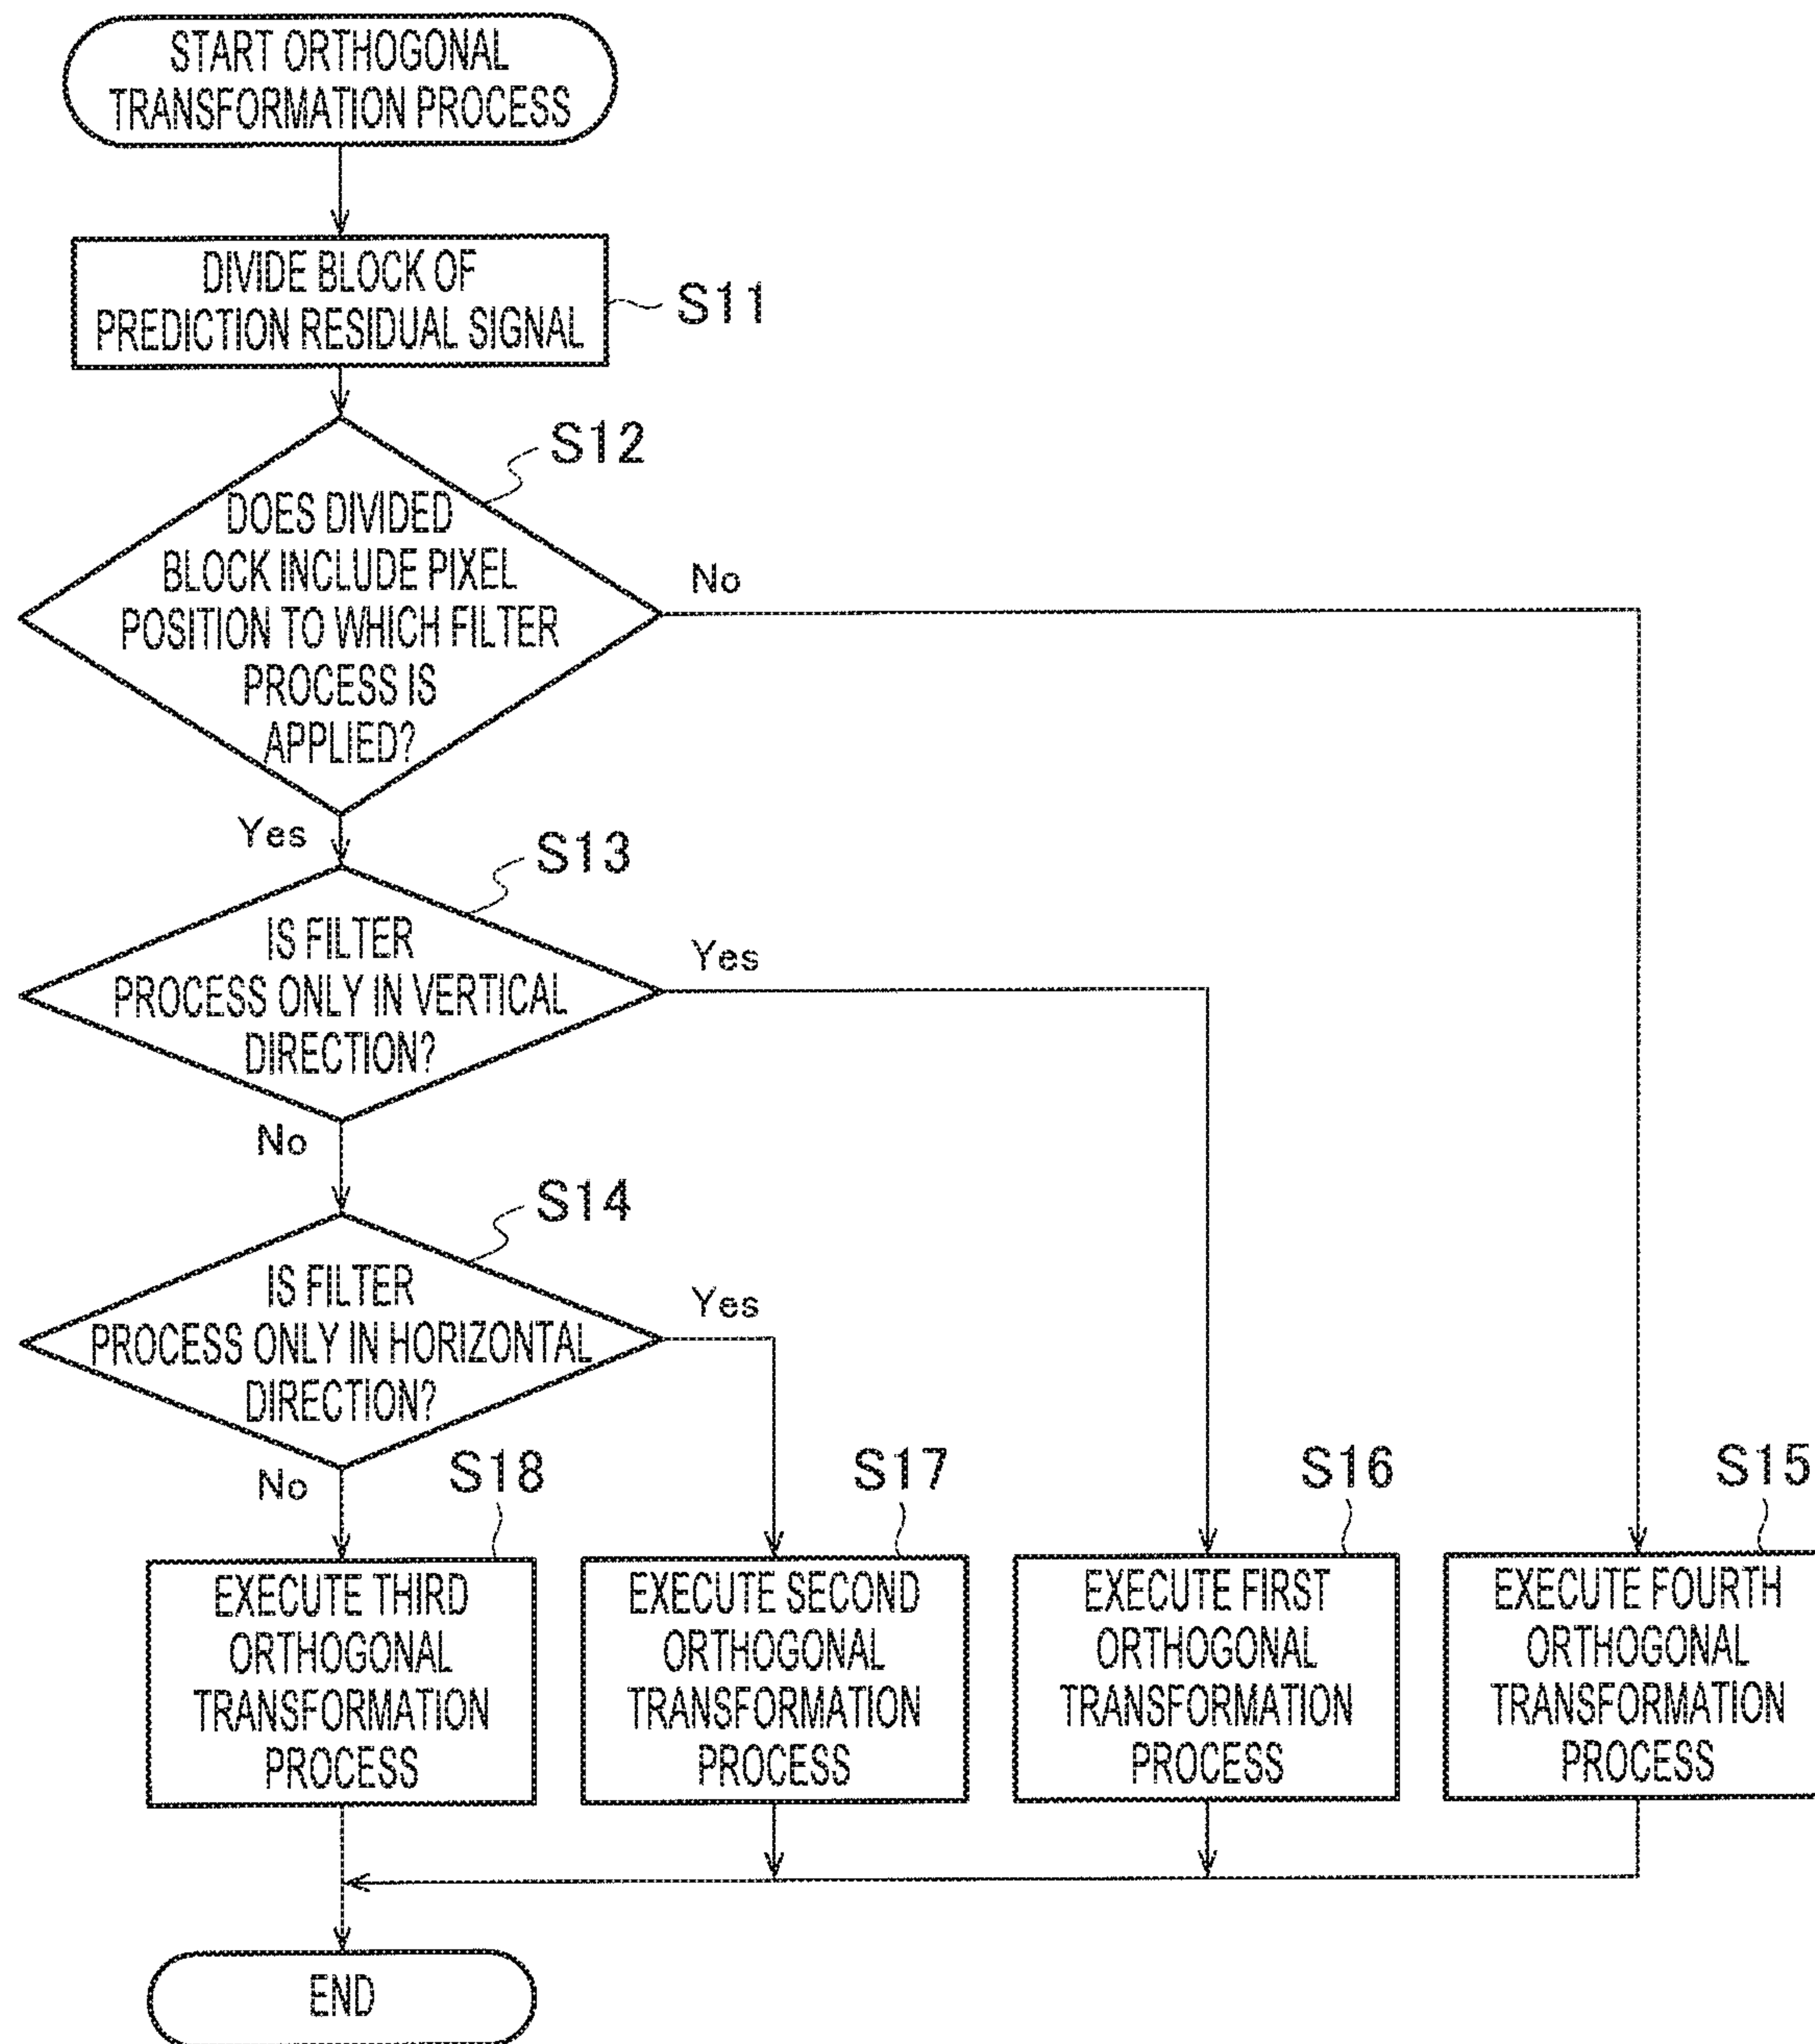 START ORTHOGONAL
TRANSFORMATION PROCESS
DIVIDE BLOCK OF
PREDICTION RESIDUAL SIGNAL
S11
S12
DOES DIVIDED
BLOCK INCLUDE PIXEL
POSITION TO WHICH FILTER
PROCESS IS
APPLIED?
No
Yes
S13
IS FILTER
PROCESS ONLY IN VERTICAL
DIRECTION?
Yes
No
S14
IS FILTER
PROCESS ONLY IN HORIZONTAL
DIRECTION?
Yes
No
S18
EXECUTE THIRD
ORTHOGONAL
TRANSFORMATION
PROCESS
S17
EXECUTE SECOND
ORTHOGONAL
TRANSFORMATION
PROCESS
S16
EXECUTE FIRST
ORTHOGONAL
TRANSFORMATION
PROCESS
S15
EXECUTE FOURTH
ORTHOGONAL
TRANSFORMATION
PROCESS
END